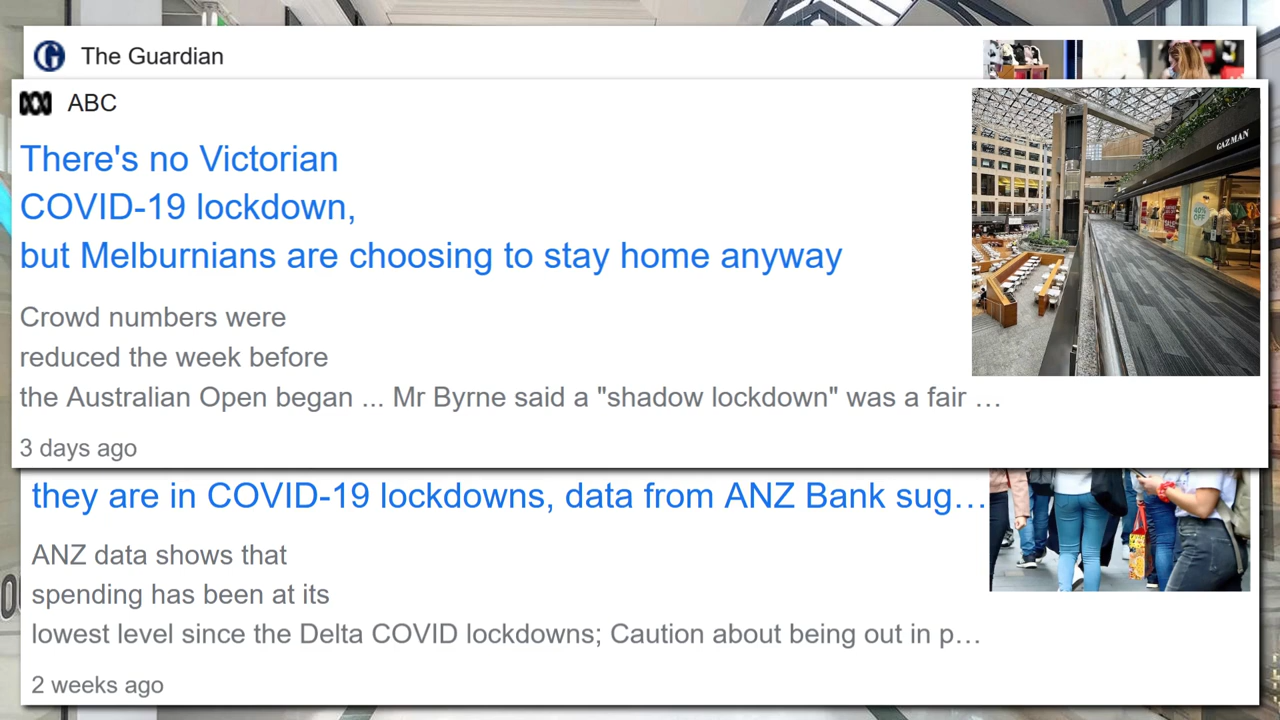 The Guardian
ABC
There's no Victorian
COVID-19 lockdown,
but Melburnians are choosing to stay home anyway
Crowd numbers were
reduced the week before
the Australian Open began ... Mr Byrne said a "shadow lockdown" was a fair …
3 days ago
GAZMAN
40%
OFF
they are in COVID-19 lockdowns, data from ANZ Bank sug…
ANZ data shows that
spending has been at its
lowest level since the Delta COVID lockdowns; Caution about being out in p…
2 weeks ago